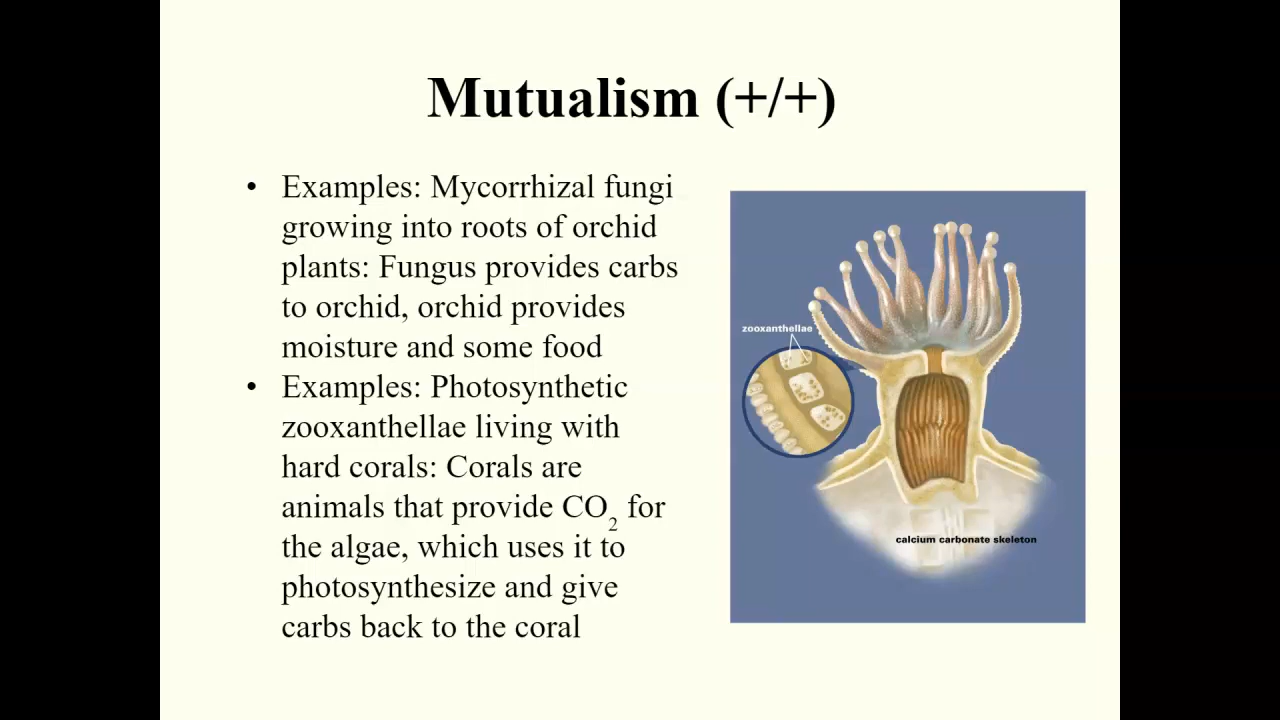 Mutualism (+/+)
• Examples: Mycorrhizal fungi
growing into roots of orchid
plants: Fungus provides carbs
to orchid, orchid provides
moisture and some food
• Examples: Photosynthetic
zooxanthellae living with
hard corals: Corals are
animals that provide CO₂ for
the algae, which uses it to
photosynthesize and give
carbs back to the coral
zooxanthellae
calcium carbonate skeleton